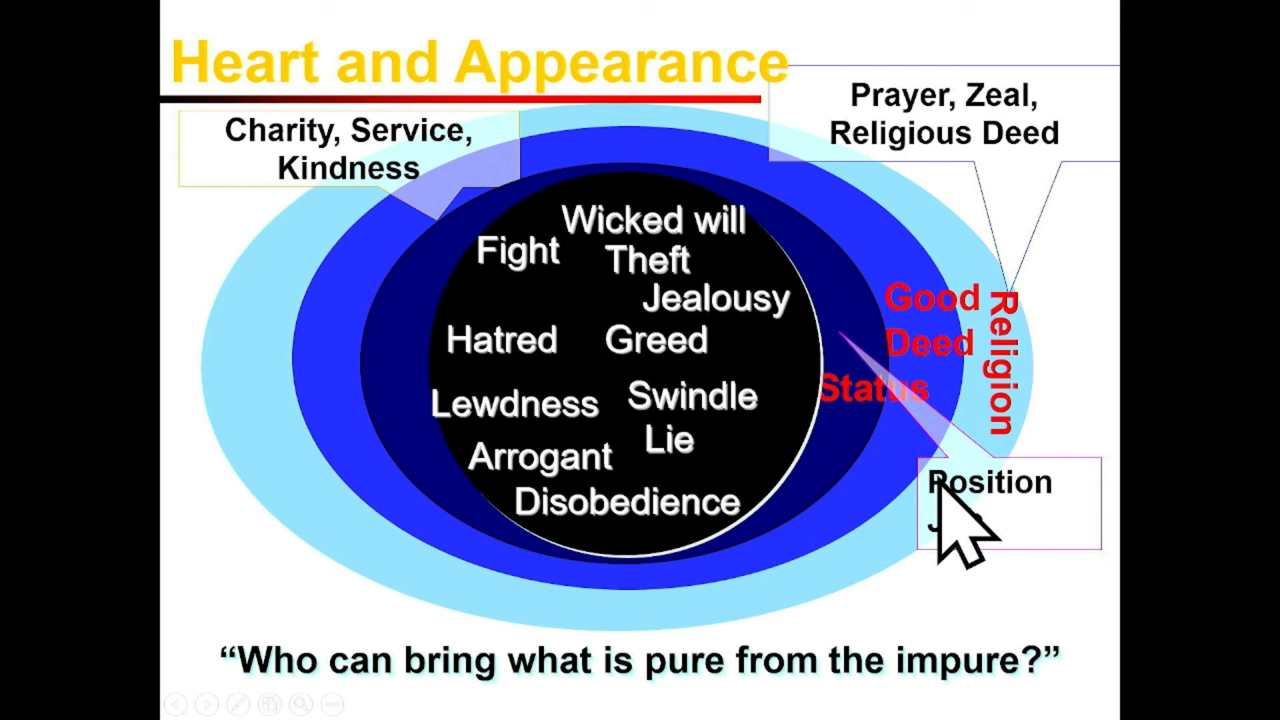 Heart and Appearance
Prayer, Zeal,
Religious Deed
Charity, Service,
Kindness
Wicked will
Fight
Theft
Jealousy
Hatred
Greed
Lewdness
Swindle
Lie
Arrogant
Disobedience
Good
Deed
Status
Religion
Position
“Who can bring what is pure from the impure?”